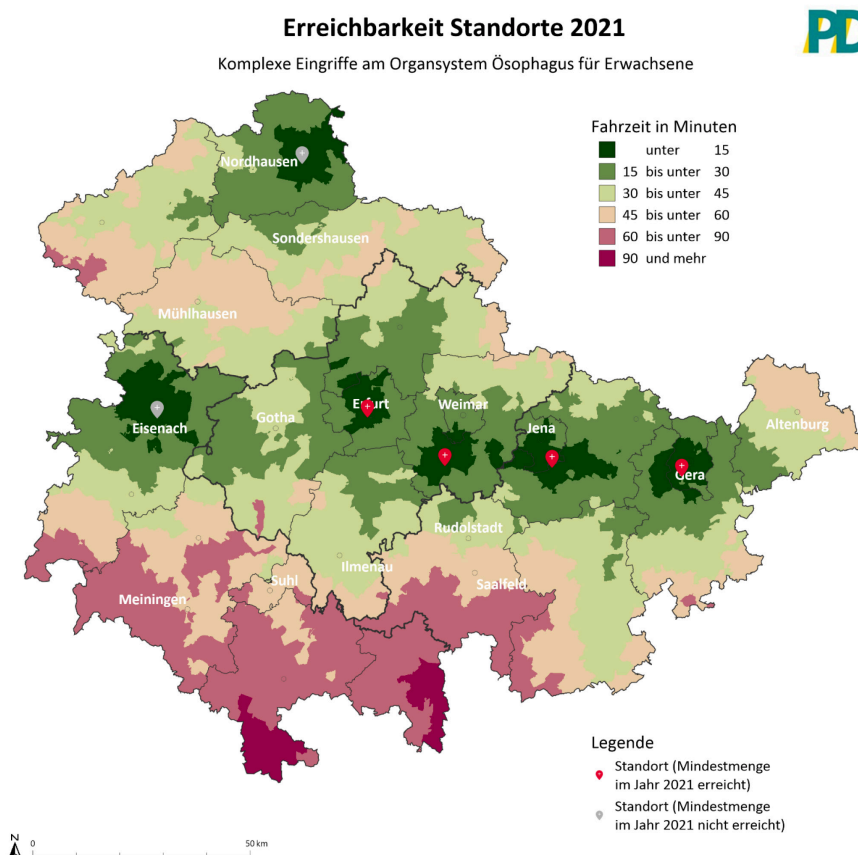 Erreichbarkeit Standorte 2021
PD
Komplexe Eingriffe am Organsystem Ösophagus für Erwachsene
Fahrzeit in Minuten
unter 15
15 bis unter 30
30 bis unter 45
45 bis unter 60
60 bis unter 90
90 und mehr
Nordhausen
Sondershausen
Mühlhausen
Eisenach
Gotha
Erfurt
Weimar
Jena
Gera
Altenburg
Rudolstadt
Ilmenau
Saalfeld
Suhl
Meiningen
Legende
Standort (Mindestmenge
im Jahr 2021 erreicht)
Standort (Mindestmenge
im Jahr 2021 nicht erreicht)
N
0 50 km